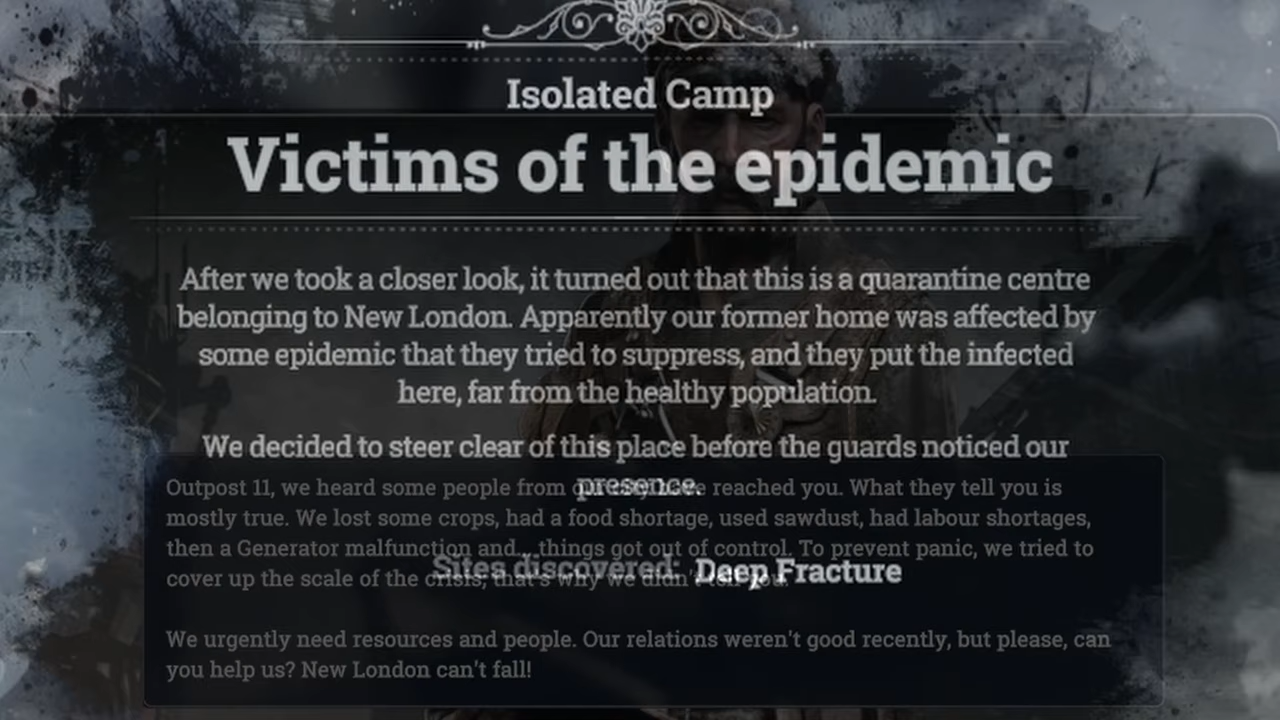 Isolated Camp
Victims of the epidemic
After we took a closer look, it turned out that this is a quarantine centre
belonging to New London. Apparently our former home was affected by
some epidemic that they tried to suppress, and they put the infected
here, far from the healthy population.
We decided to steer clear of this place before the guards noticed our
presence.
Sites discovered: Deep Fracture
Outpost 11, we heard some people from reached you. What they tell you is
mostly true. We lost some crops, had a food shortage, used sawdust, had labour shortages,
then a Generator malfunction and... things got out of control. To prevent panic, we tried to
cover up the scale of the crisis, that's why we didn't tell you.
We urgently need resources and people. Our relations weren't good recently, but please, can
you help us? New London can't fall!